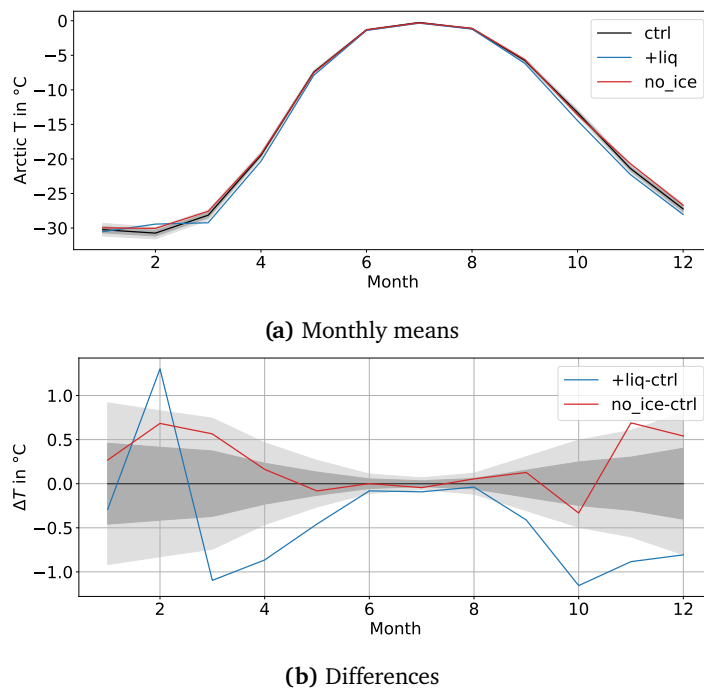 0
−5
−10
−15
−20
−25
−30
Arctic T in °C
ctrl
+liq
no_ice
2 4 6 8 10 12
Month
(a) Monthly means
1.0
0.5
0.0
−0.5
−1.0
ΔT in °C
+liq-ctrl
no_ice-ctrl
2 4 6 8 10 12
Month
(b) Differences